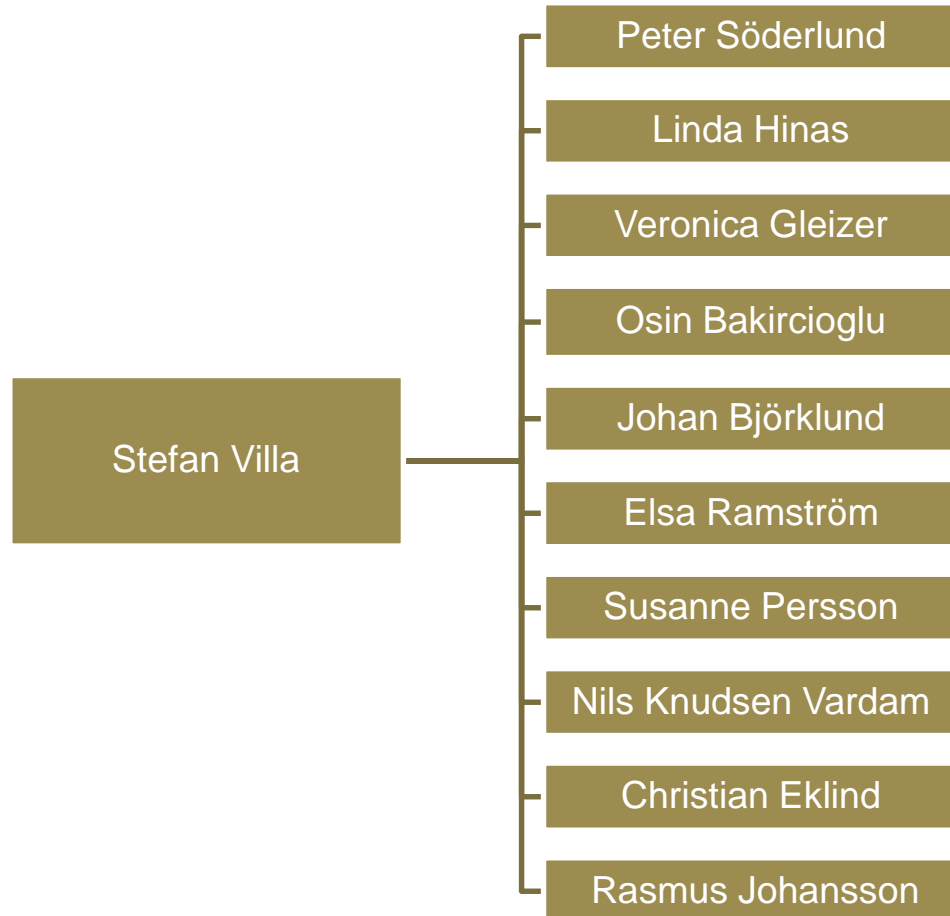 Peter Söderlund
Linda Hinas
Veronica Gleizer
Osin Bakircioglu
Stefan Villa
Johan Björklund
Elsa Ramström
Susanne Persson
Nils Knudsen Vardam
Christian Eklind
Rasmus Johansson